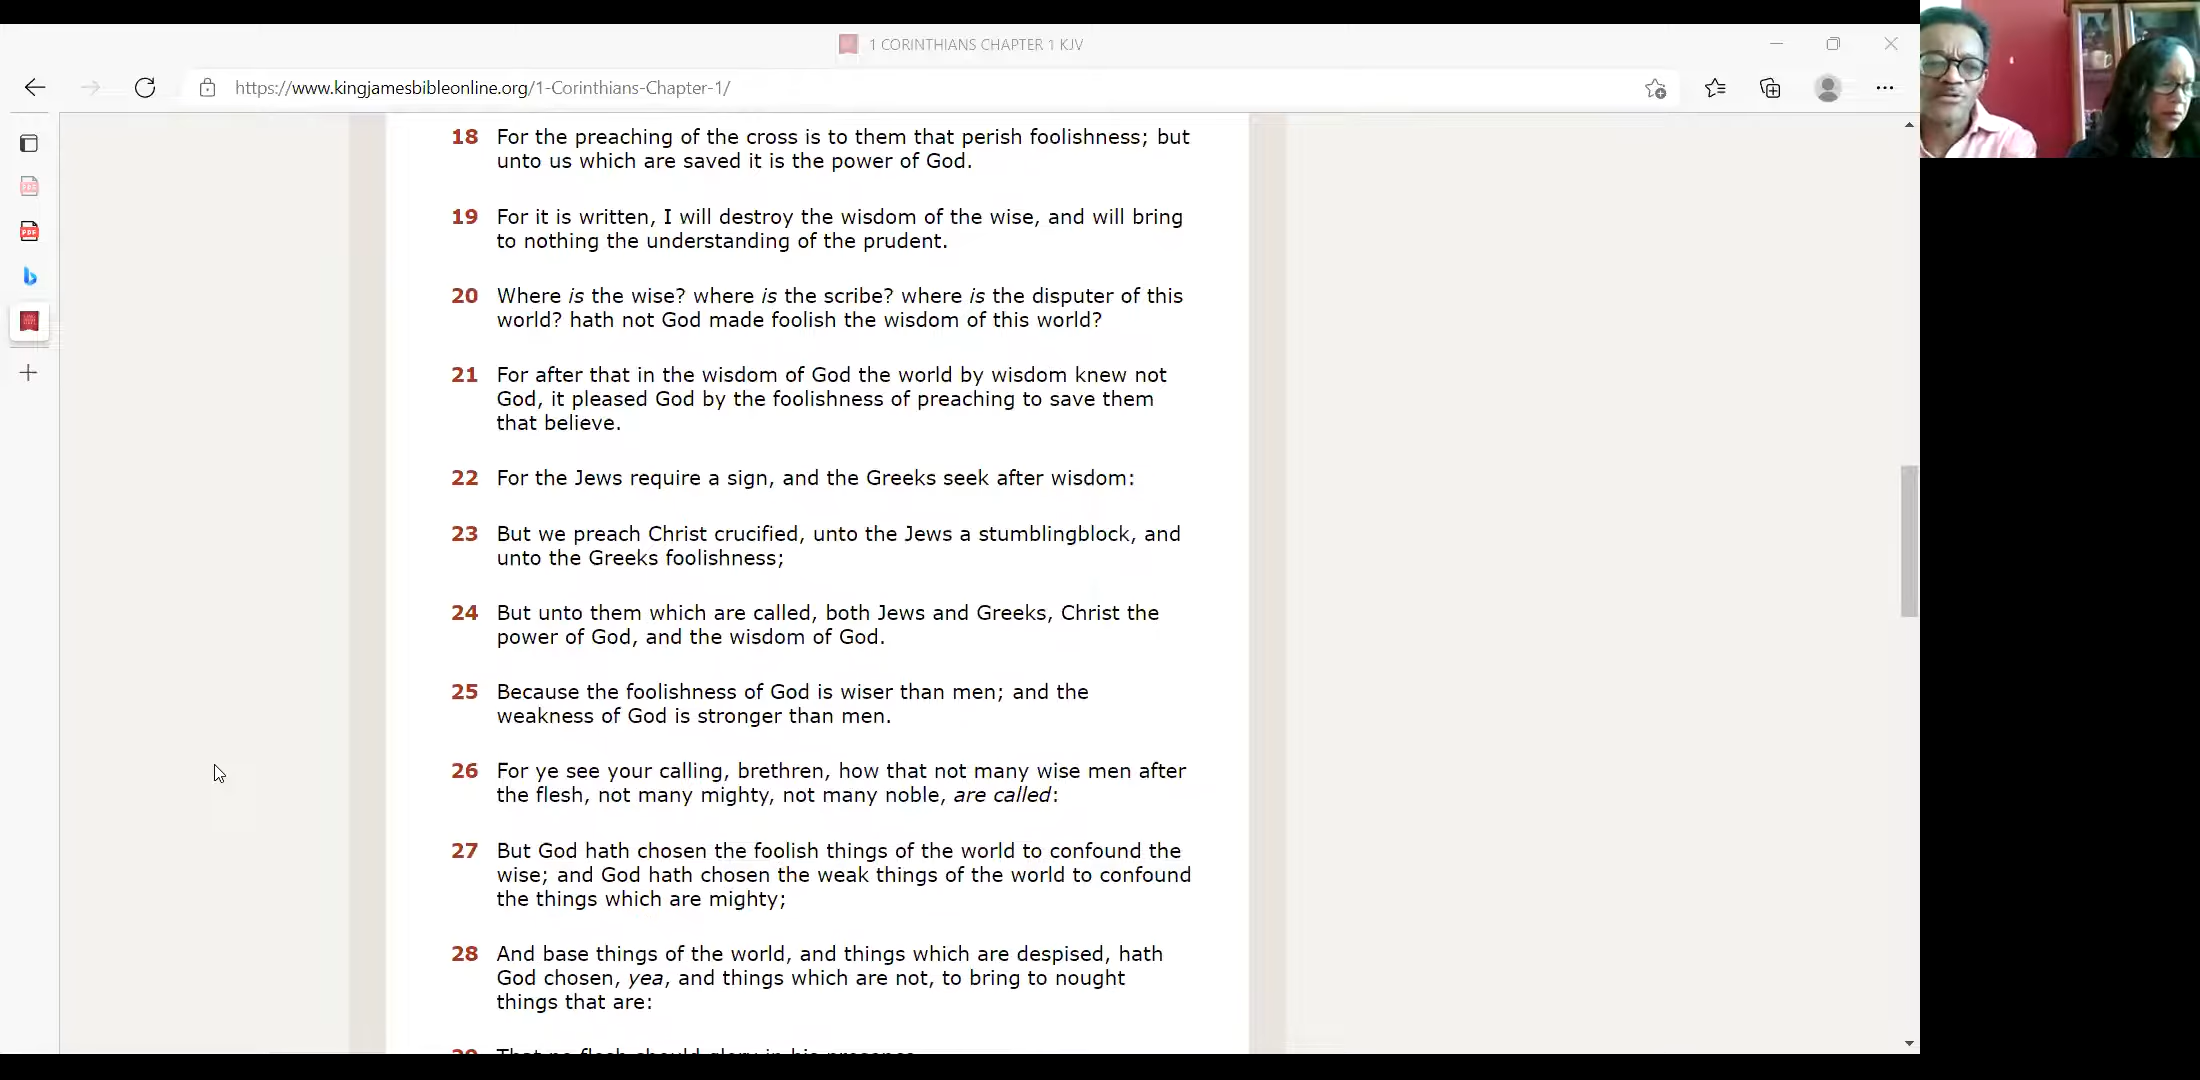 1 CORINTHIANS CHAPTER 1 KJV
https://www.kingjamesbibleonline.org/1-Corinthians-Chapter-1/
18 For the preaching of the cross is to them that perish foolishness; but
unto us which are saved it is the power of God.
19 For it is written, I will destroy the wisdom of the wise, and will bring
to nothing the understanding of the prudent.
20 Where is the wise? where is the scribe? where is the disputer of this
world? hath not God made foolish the wisdom of this world?
21 For after that in the wisdom of God the world by wisdom knew not
God, it pleased God by the foolishness of preaching to save them
that believe.
22 For the Jews require a sign, and the Greeks seek after wisdom:
23 But we preach Christ crucified, unto the Jews a stumblingblock, and
unto the Greeks foolishness;
24 But unto them which are called, both Jews and Greeks, Christ the
power of God, and the wisdom of God.
25 Because the foolishness of God is wiser than men; and the
weakness of God is stronger than men.
26 For ye see your calling, brethren, how that not many wise men after
the flesh, not many mighty, not many noble, are called:
27 But God hath chosen the foolish things of the world to confound the
wise; and God hath chosen the weak things of the world to confound
the things which are mighty;
28 And base things of the world, and things which are despised, hath
God chosen, yea, and things which are not, to bring to nought
things that are:
29 That no flesh should glory in his presence.